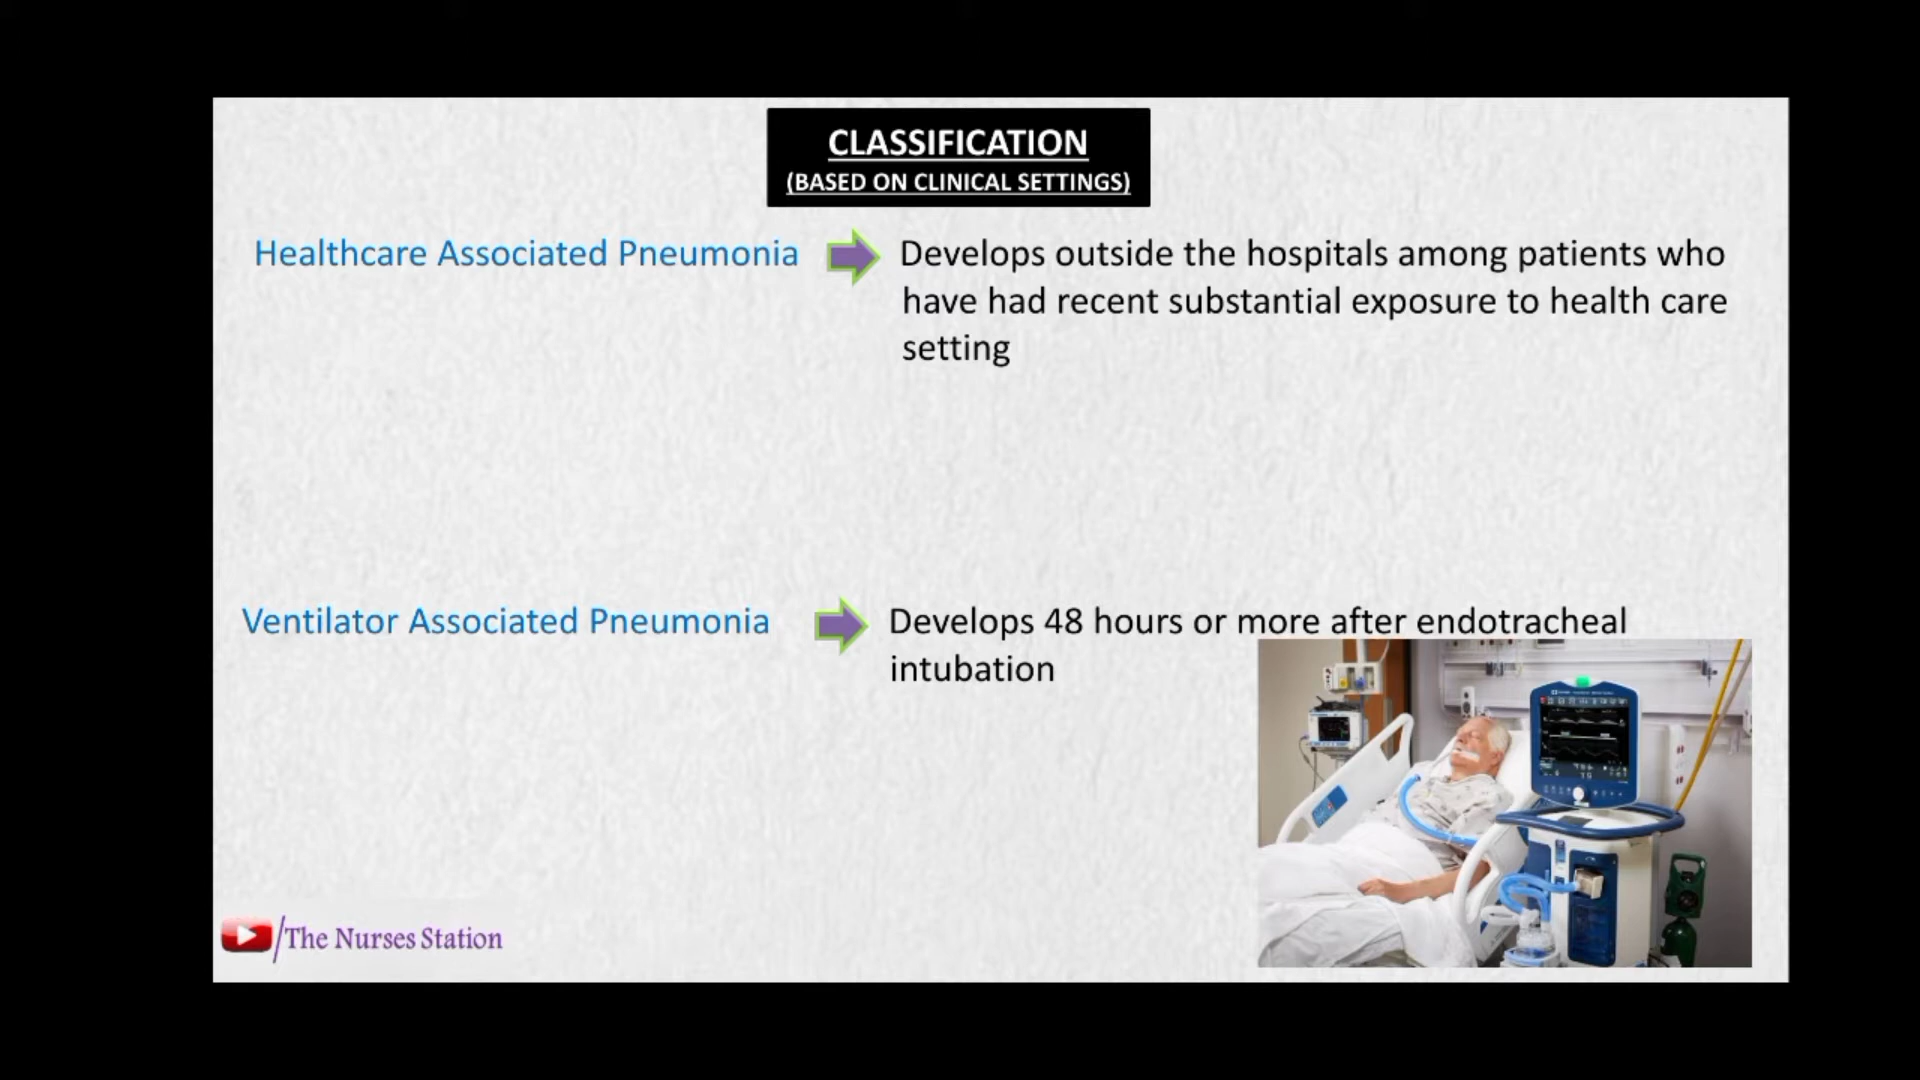 CLASSIFICATION
(BASED ON CLINICAL SETTINGS)
Healthcare Associated Pneumonia
Develops outside the hospitals among patients who
have had recent substantial exposure to health care
setting
Ventilator Associated Pneumonia
Develops 48 hours or more after endotracheal
intubation
The Nurses Station